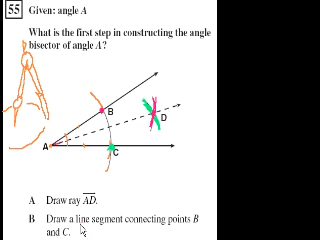 55 Given: angle A
What is the first step in constructing the angle
bisector of angle A?
B
D
A
C
A Draw ray AD.
B Draw a line segment connecting points B
and C.